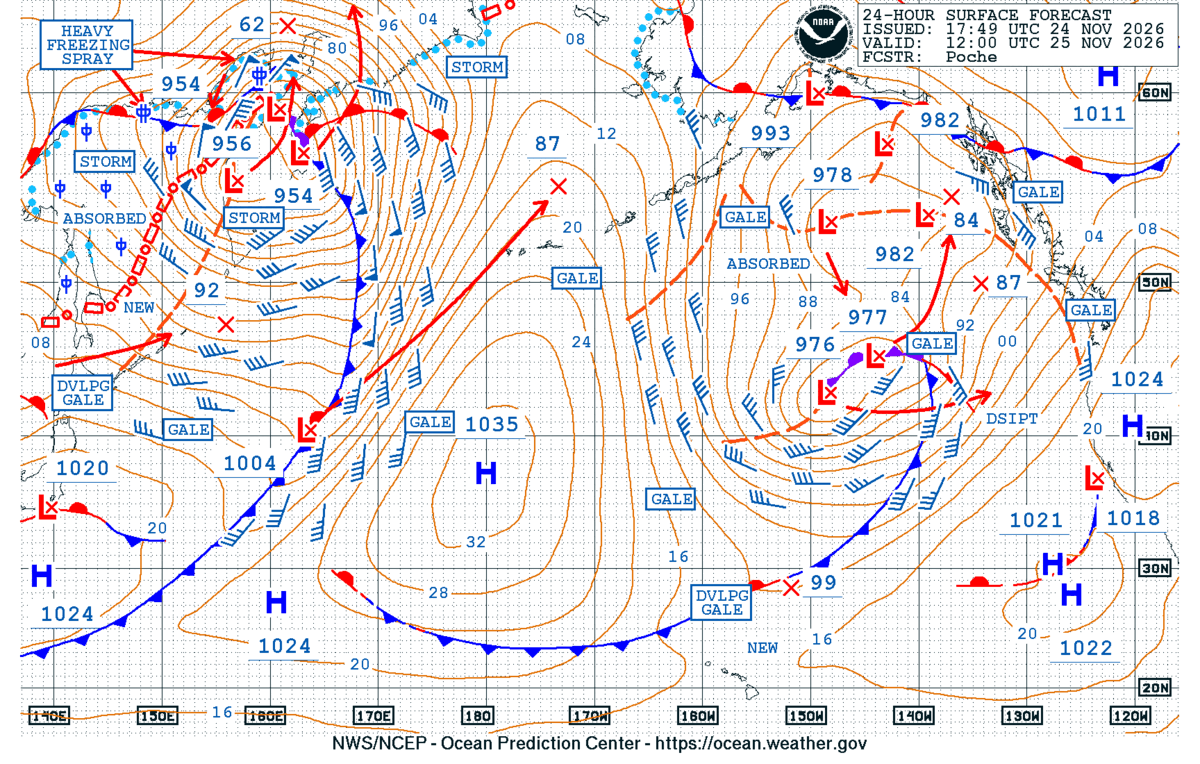 24-HOUR SURFACE FORECAST
ISSUED: 17:49 UTC 24 NOV 2026
VALID: 12:00 UTC 25 NOV 2026
FCSTR: Poche
NOAA
HEAVY
FREEZING
SPRAY
62
96
04
80
08
STORM
954
H
60N
1011
982
993
956
87
12
STORM
978
GALE
954
ABSORBED
STORM
GALE
84
20
04
08
982
ABSORBED
92
GALE
87
50N
NEW
96
88
84
GALE
977
92
08
24
976
GALE
00
DVLPG
GALE
1024
DSIPT
GALE
GALE
1035
20
H
40N
1020
1004
H
L
GALE
20
1021
1018
32
16
H
30N
H
H
28
DVLPG
GALE
99
H
1024
1024
NEW
16
20
1022
20
20N
16
140E
150E
160E
170E
180
170W
160W
150W
140W
130W
120W
NWS/NCEP - Ocean Prediction Center - https://ocean.weather.gov